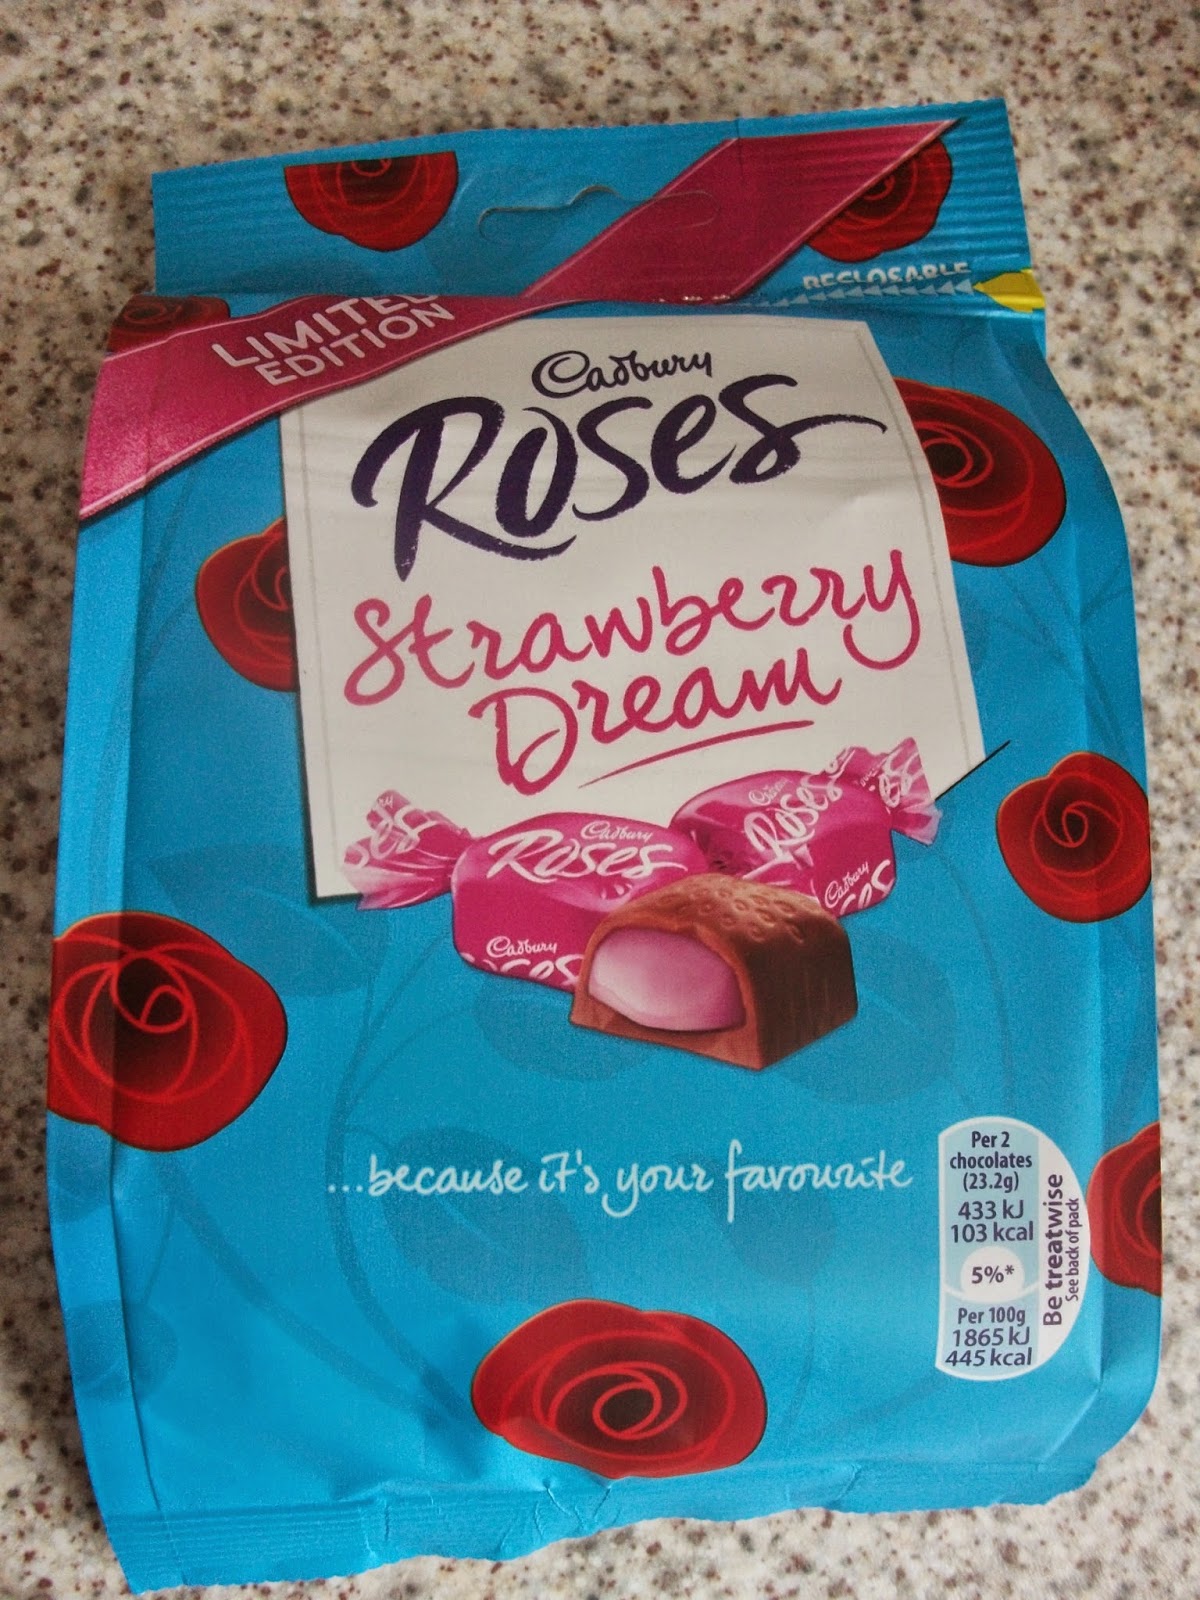 RECLOSABLE
LIMITED
EDITION
Cadbury
Roses
Strawberry
Dream
Cadbury
Roses
Cadbury
Roses
Cadbury
Cadbury
...because it's your favourite
Per 2
chocolates
(23.2g)
433 kJ
103 kcal
5%*
Per 100g
1865 kJ
445 kcal
Be treatwise
See back of pack